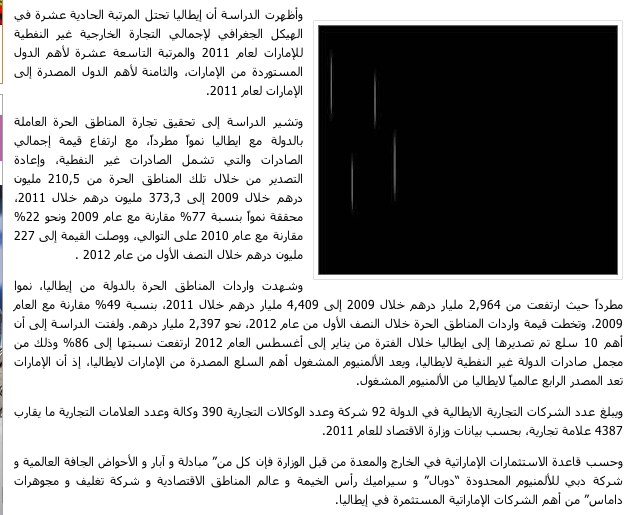 وأظهرت الدراسة أن إيطاليا تحتل المرتبة الحادية عشرة في
الهيكل الجغرافي لإجمالي التجارة الخارجية غير النفطية
للإمارات لعام 2011 والمرتبة التاسعة عشرة لأهم الدول
المستوردة من الإمارات، والثامنة لأهم الدول المصدرة إلى
الإمارات لعام 2011.
وتشير الدراسة إلى تحقيق تجارة المناطق الحرة العاملة
بالدولة مع ايطاليا نمواً مطرداً، مع ارتفاع قيمة إجمالي
الصادرات والتي تشمل الصادرات غير النفطية، وإعادة
التصدير من خلال تلك المناطق الحرة من 210,5 مليون
درهم خلال 2009 إلى 373,3 مليون درهم خلال 2011،
محققة نمواً بنسبة 77% مقارنة مع عام 2009 ونحو 22%
مقارنة مع عام 2010 على التوالي، ووصلت القيمة إلى 227
مليون درهم خلال النصف الأول من عام 2012 .
وشهدت واردات المناطق الحرة بالدولة من إيطاليا، نموا
مطرداً حيث ارتفعت من 2,964 مليار درهم خلال 2009 إلى 4,409 مليار درهم خلال 2011، بنسبة 49% مقارنة مع العام
2009، وتخطت قيمة واردات المناطق الحرة خلال النصف الأول من عام 2012، نحو 2,397 مليار درهم. ولفتت الدراسة إلى أن
أهم 10 سلع تم تصديرها إلى ايطاليا خلال الفترة من يناير إلى أغسطس العام 2012 ارتفعت نسبتها إلى 86% وذلك من
مجمل صادرات الدولة غير النفطية لايطاليا، ويعد الألمنيوم المشغول أهم السلع المصدرة من الإمارات لايطاليا، إذ أن الإمارات
تعد المصدر الرابع عالمياً لايطاليا من الألمنيوم المشغول.
ويبلغ عدد الشركات التجارية الايطالية في الدولة 92 شركة وعدد الوكالات التجارية 390 وكالة وعدد العلامات التجارية ما يقارب
4387 علامة تجارية، بحسب بيانات وزارة الاقتصاد للعام 2011.
وحسب قاعدة الاستثمارات الإماراتية في الخارج والمعدة من قبل الوزارة فإن كل من” مبادلة و آبار و الأحواض الجافة العالمية و
شركة دبي للألمنيوم المحدودة “دوبال” و سيراميك رأس الخيمة و عالم المناطق الاقتصادية و شركة تغليف و مجوهرات
داماس” من أهم الشركات الإماراتية المستثمرة في إيطاليا.